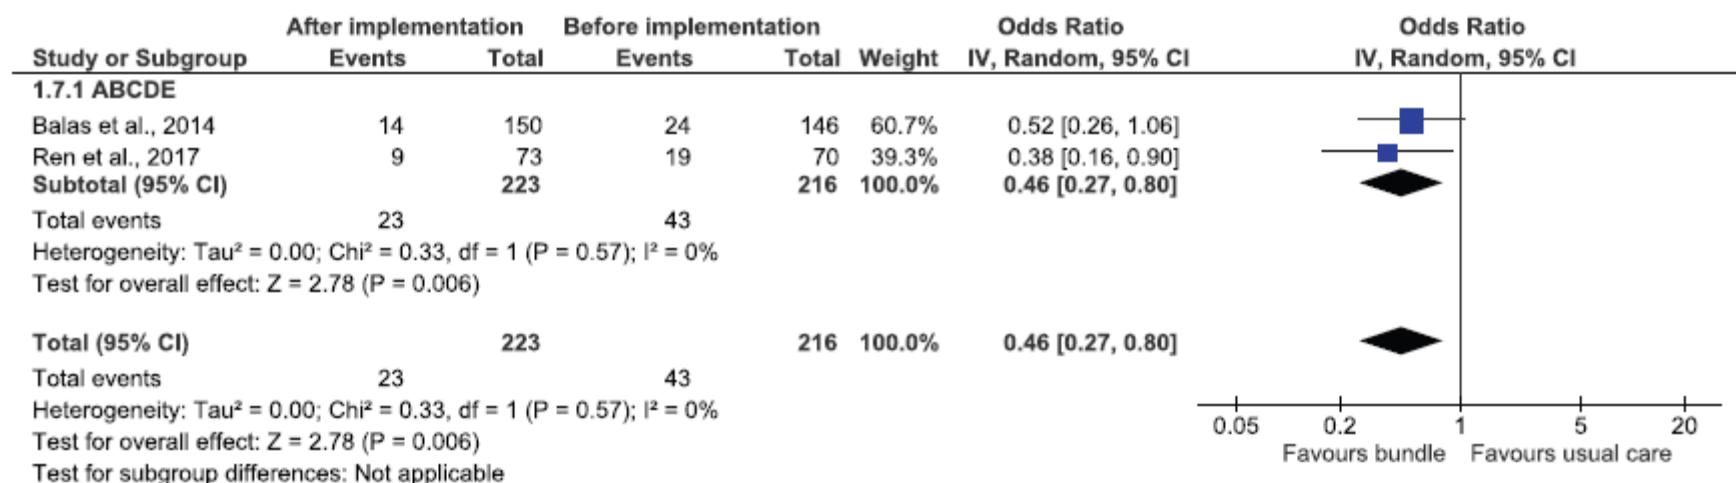 After implementation Before implementation Odds Ratio Odds Ratio
Study or Subgroup Events Total Events Total Weight IV, Random, 95% CI IV, Random, 95% CI
1.7.1 ABCDE
Balas et al., 2014 14 150 24 146 60.7% 0.52 [0.26, 1.06]
Ren et al., 2017 9 73 19 70 39.3% 0.38 [0.16, 0.90]
Subtotal (95% CI) 223 216 100.0% 0.46 [0.27, 0.80]
Total events 23 43
Heterogeneity: Tau² = 0.00; Chi² = 0.33, df = 1 (P = 0.57); I² = 0%
Test for overall effect: Z = 2.78 (P = 0.006)
Total (95% CI) 223 216 100.0% 0.46 [0.27, 0.80]
Total events 23 43
Heterogeneity: Tau² = 0.00; Chi² = 0.33, df = 1 (P = 0.57); I² = 0%
Test for overall effect: Z = 2.78 (P = 0.006)
Test for subgroup differences: Not applicable
0.05 0.2 1 5 20
Favours bundle Favours usual care